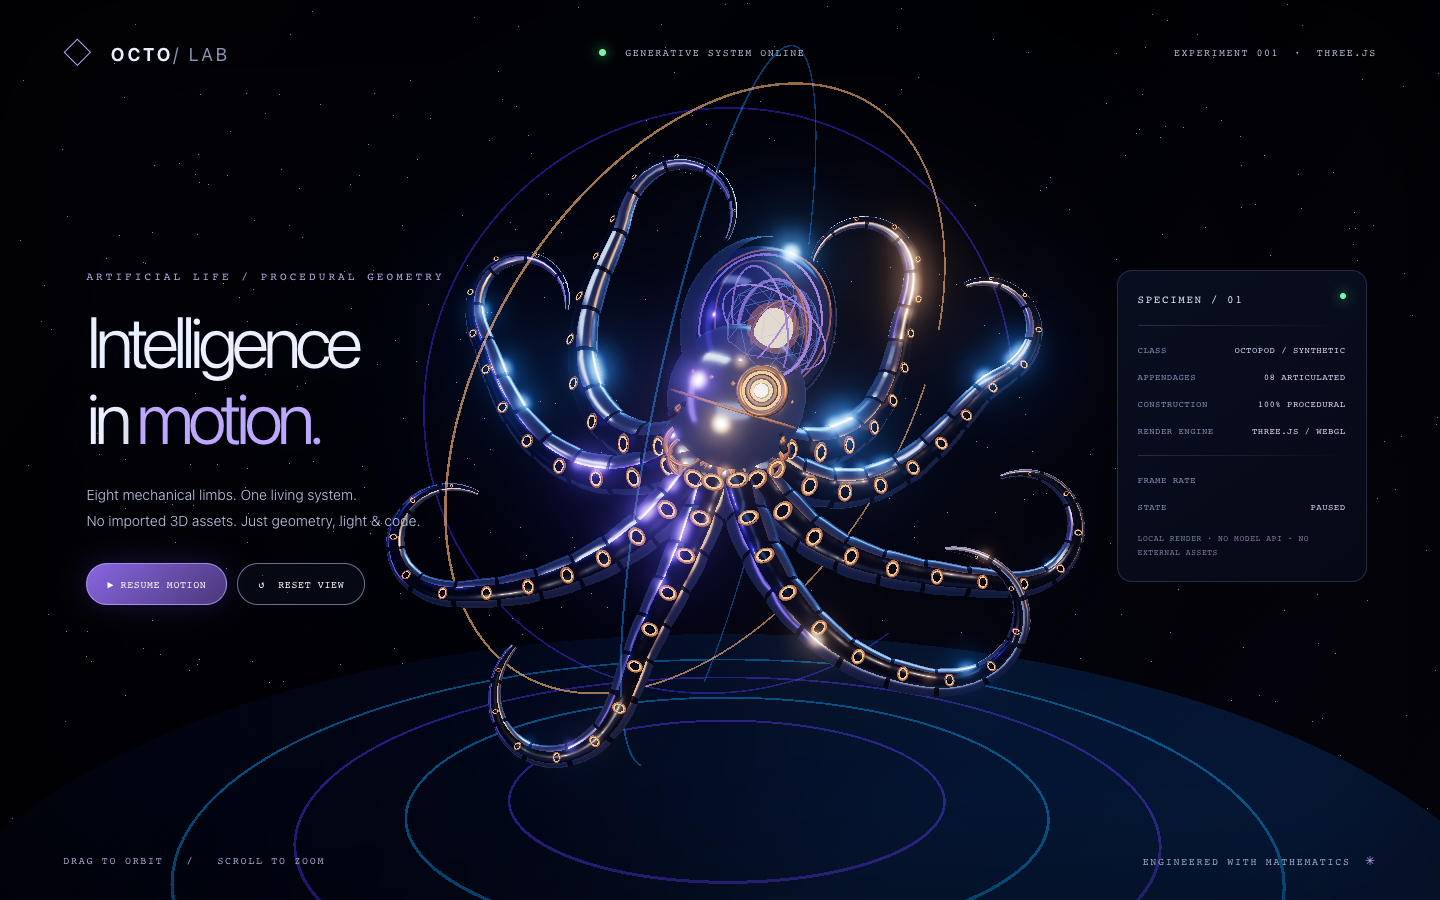 OCTO/ LAB
GENERATIVE SYSTEM ONLINE
EXPERIMENT 001 · THREE.JS
ARTIFICIAL LIFE / PROCEDURAL GEOMETRY
Intelligence
in motion.
Eight mechanical limbs. One living system.
No imported 3D assets. Just geometry, light & code.
▶ RESUME MOTION
↺ RESET VIEW
SPECIMEN / 01
CLASS OCTOPOD / SYNTHETIC
APPENDAGES 08 ARTICULATED
CONSTRUCTION 100% PROCEDURAL
RENDER ENGINE THREE.JS / WEBGL
FRAME RATE
STATE PAUSED
LOCAL RENDER · NO MODEL API · NO
EXTERNAL ASSETS
DRAG TO ORBIT / SCROLL TO ZOOM
ENGINEERED WITH MATHEMATICS ✳